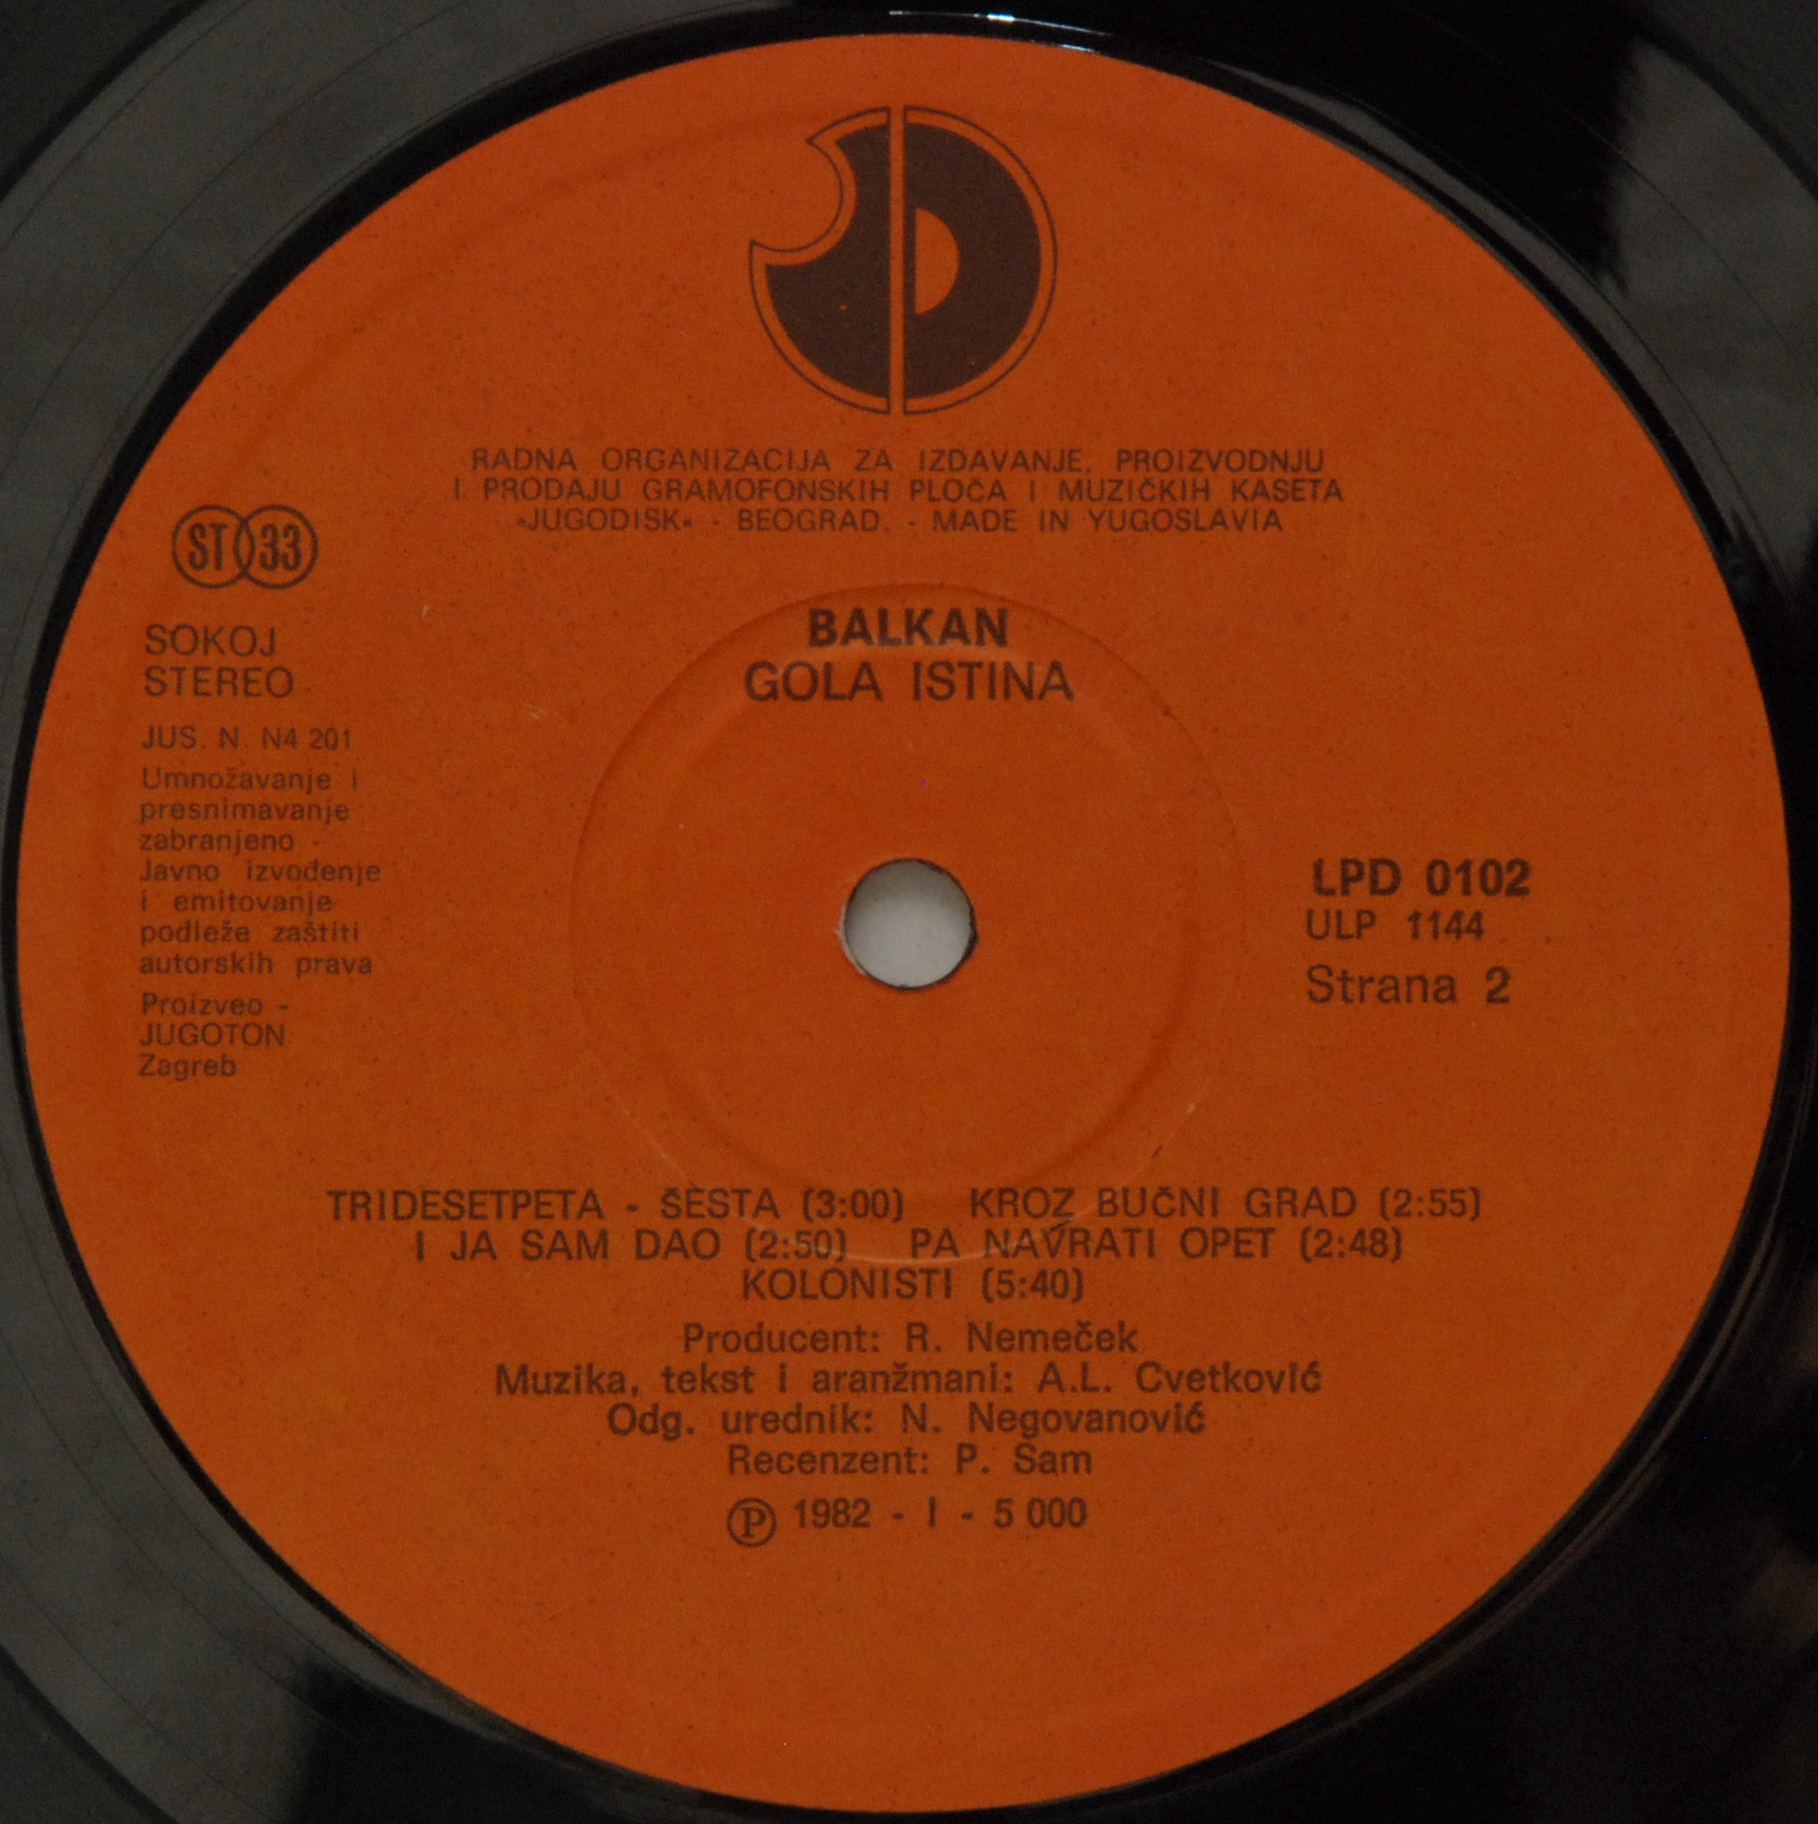 RADNA ORGANIZACIJA ZA IZDAVANJE, PROIZVODNJU
I PRODAJU GRAMOFONSKIH PLOČA I MUZIČKIH KASETA
»JUGODISK« - BEOGRAD. - MADE IN YUGOSLAVIA
ST 33
SOKOJ
STEREO
JUS. N. N4 201
Umnožavanje i
presnimavanje
zabranjeno -
Javno izvođenje
i emitovanje
podleže zaštiti
autorskih prava
Proizveo -
JUGOTON
Zagreb
BALKAN
GOLA ISTINA
LPD 0102
ULP 1144
Strana 2
TRIDESETPETA - ŠESTA (3:00) KROZ BUČNI GRAD (2:55)
I JA SAM DAO (2:50) PA NAVRATI OPET (2:48)
KOLONISTI (5:40)
Producent: R. Nemeček
Muzika, tekst i aranžmani: A.L. Cvetković
Odg. urednik: N. Negovanović
Recenzent: P. Sam
Ⓟ 1982 - I - 5 000